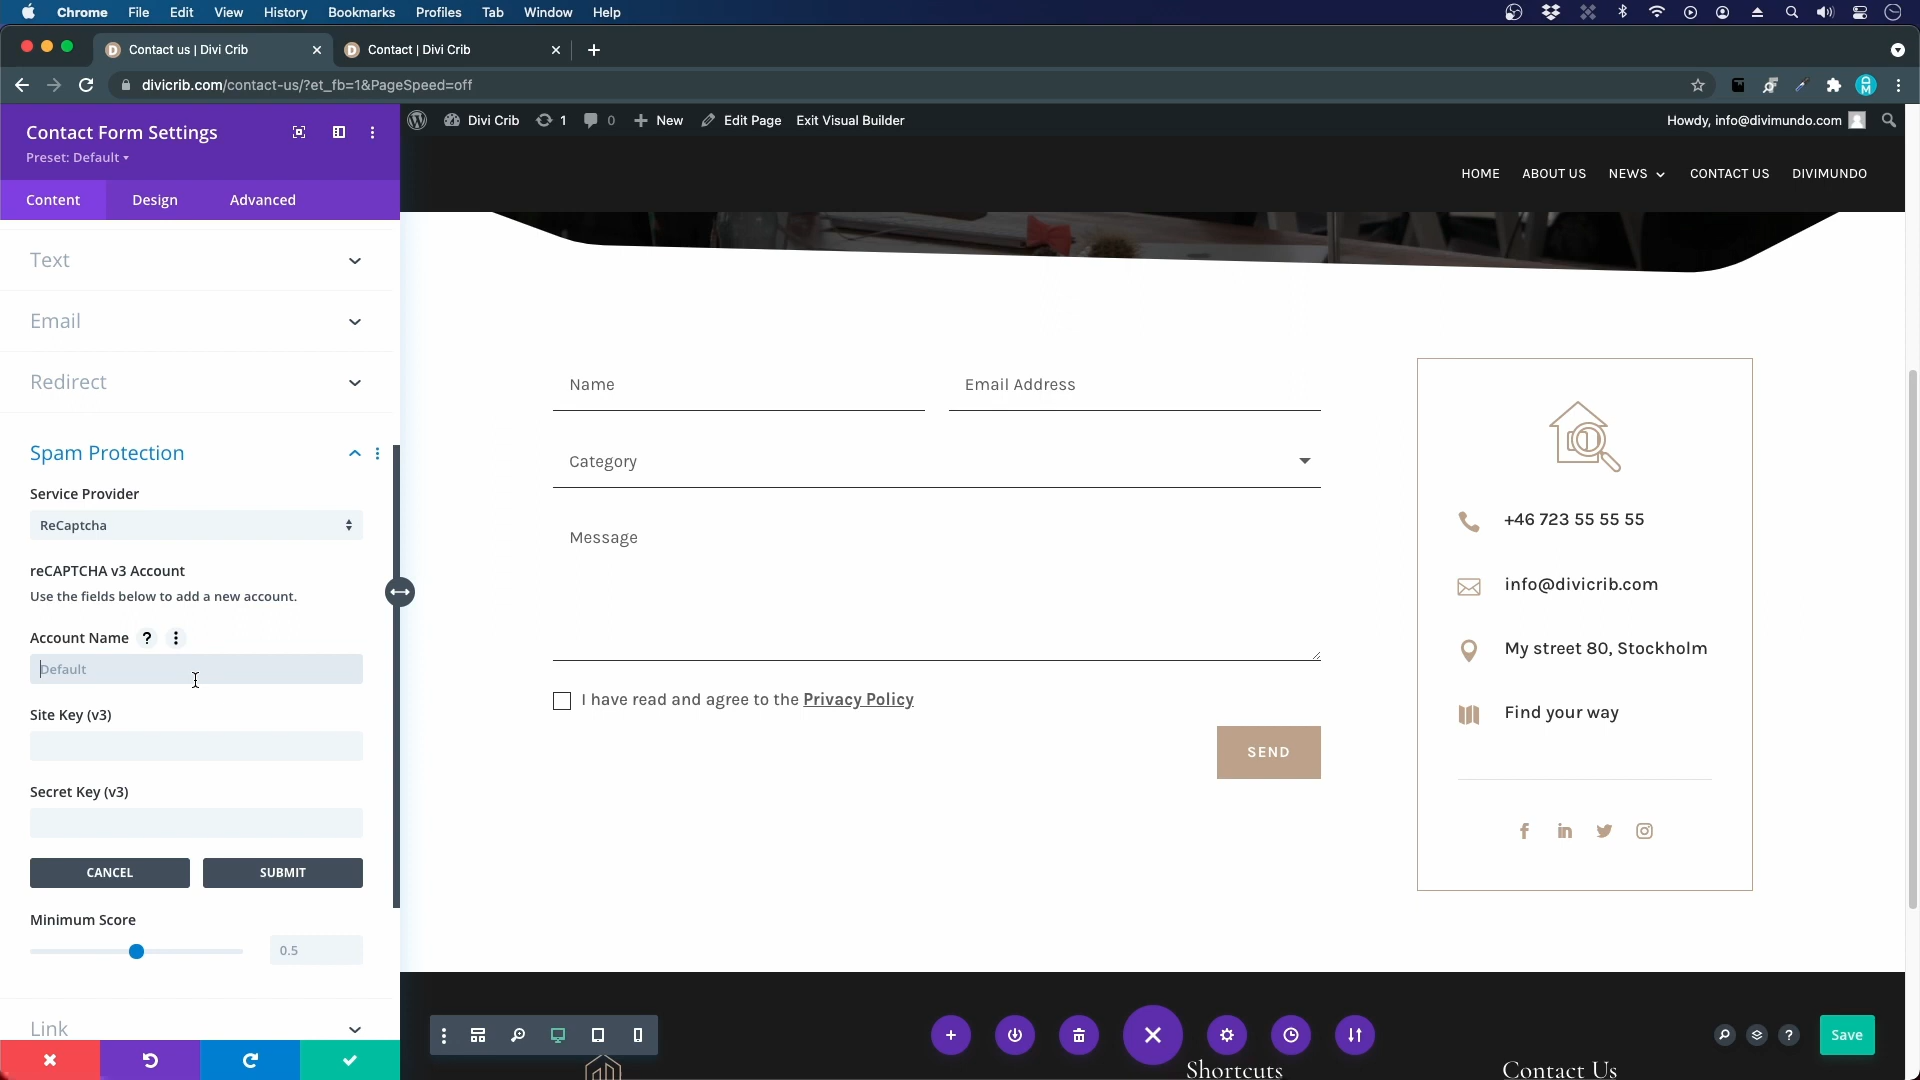 Chrome File Edit View History Bookmarks Profiles Tab Window Help
Contact us | Divi Crib
Contact | Divi Crib
divicrib.com/contact-us/?et_fb=1&PageSpeed=off
Contact Form Settings
Preset: Default
Content Design Advanced
Text
Email
Redirect
Spam Protection
Service Provider
ReCaptcha
reCAPTCHA v3 Account
Use the fields below to add a new account.
Account Name ?
Default
Site Key (v3)
Secret Key (v3)
CANCEL SUBMIT
Minimum Score
0.5
Link
Divi Crib 1 0 New Edit Page Exit Visual Builder
Howdy, info@divimundo.com
HOME ABOUT US NEWS CONTACT US DIVIMUNDO
Name
Email Address
Category
Message
I have read and agree to the Privacy Policy
SEND
+46 723 55 55 55
info@divicrib.com
My street 80, Stockholm
Find your way
Save
Shortcuts
Contact Us